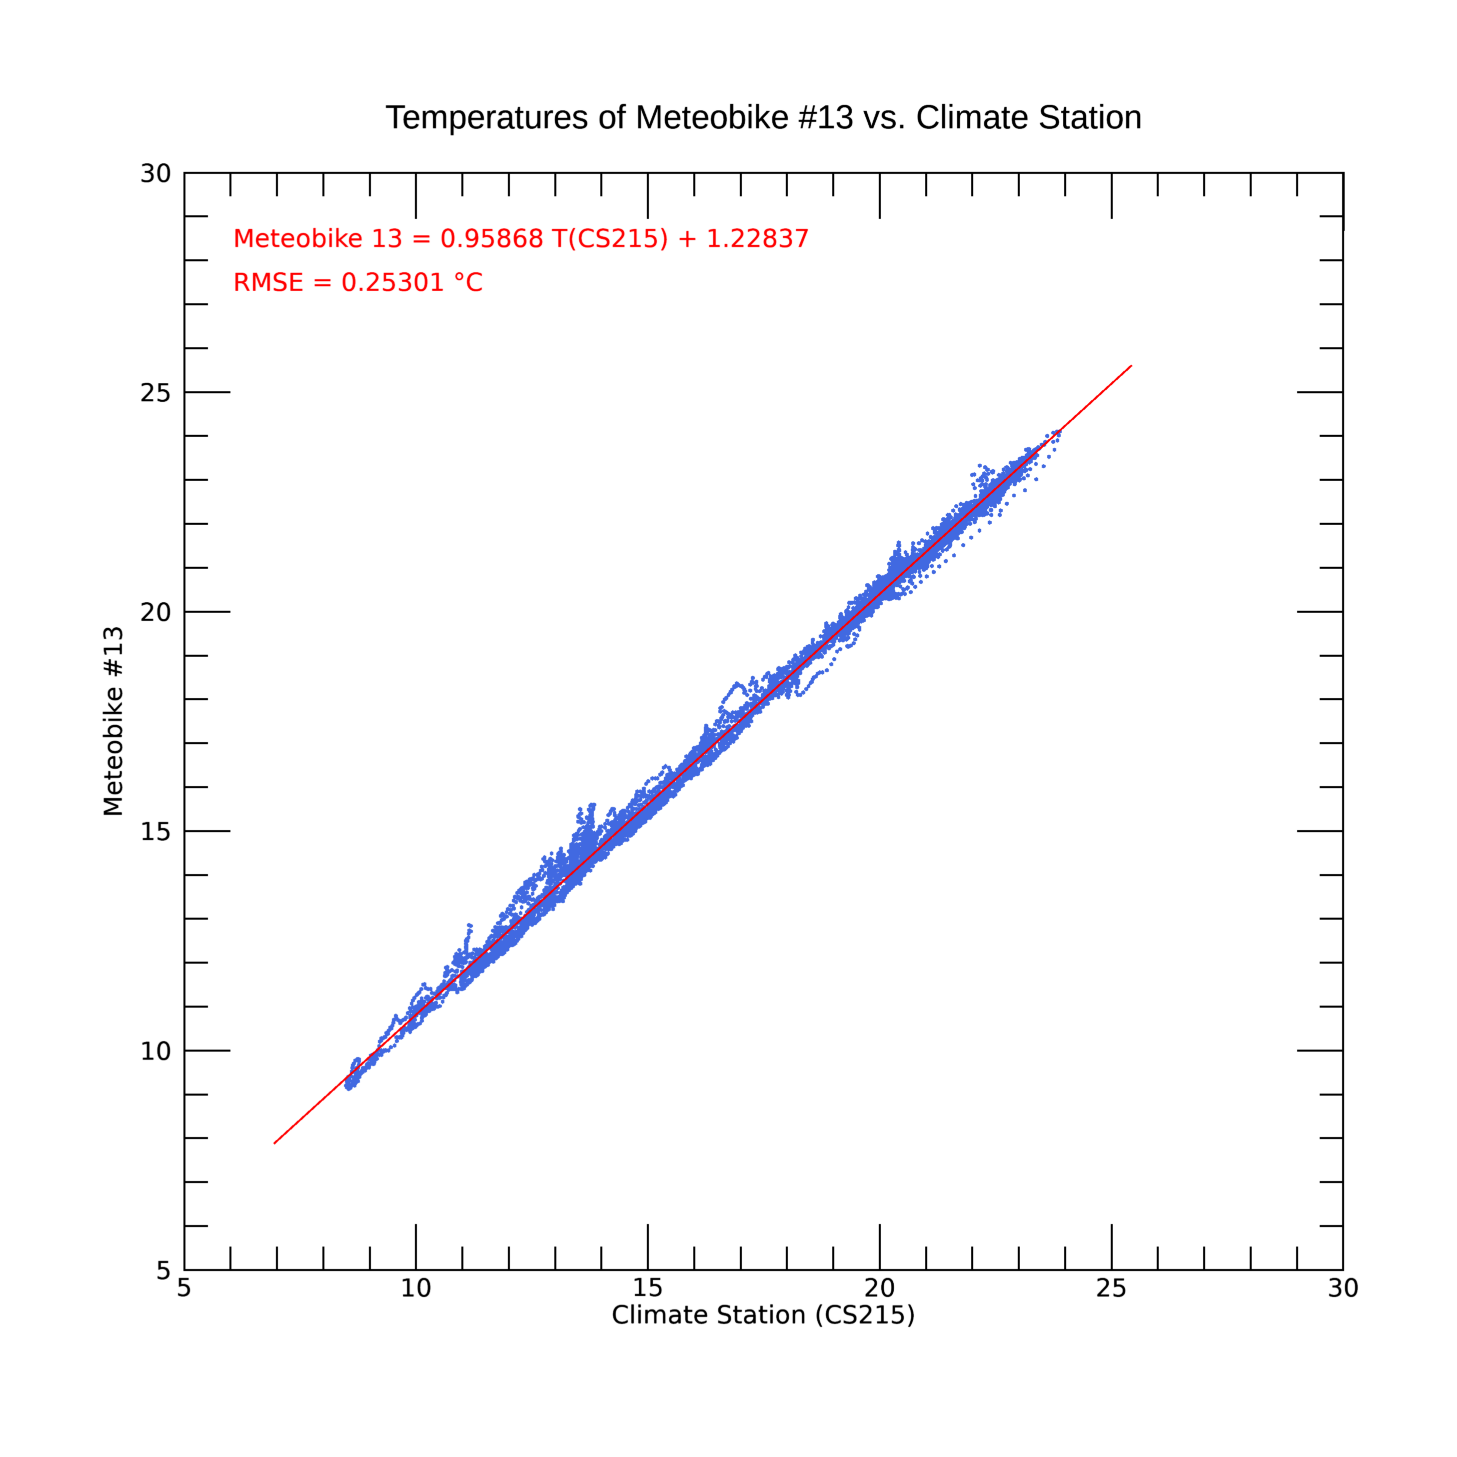 Temperatures of Meteobike #13 vs. Climate Station
30
Meteobike 13 = 0.95868 T(CS215) + 1.22837
RMSE = 0.25301 °C
25
20
Meteobike #13
15
10
5
5 10 15 20 25 30
Climate Station (CS215)